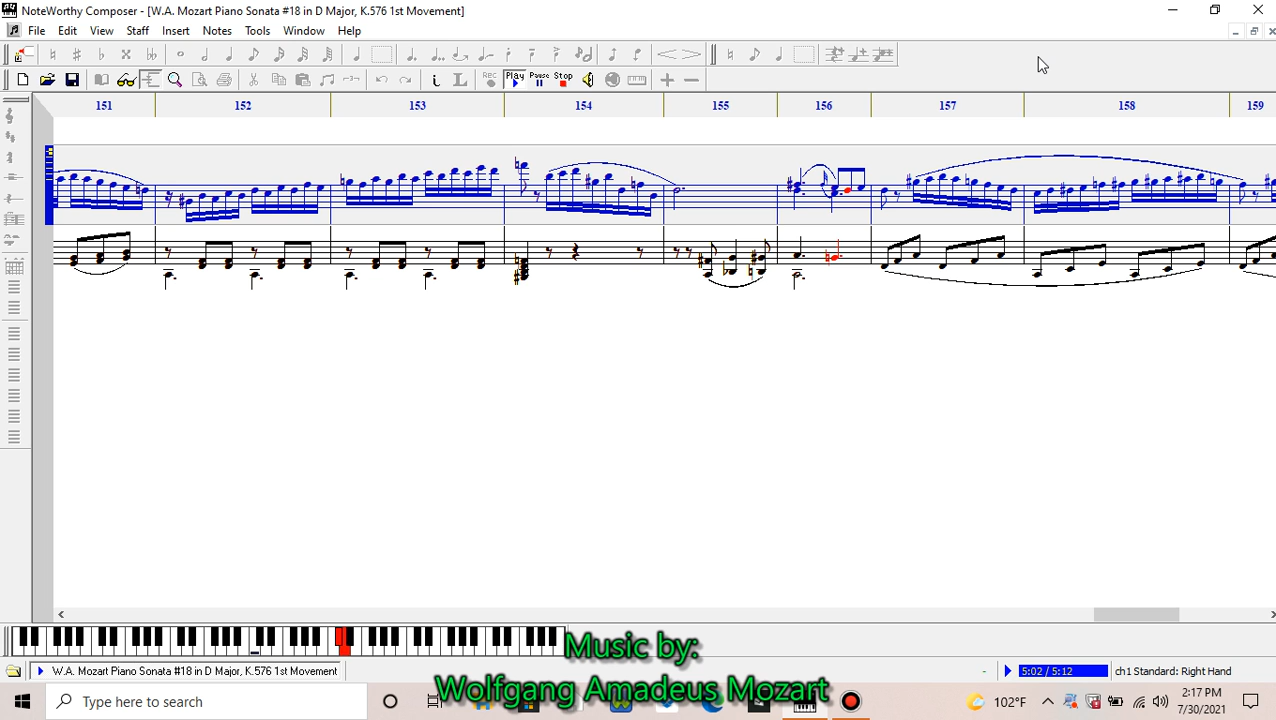 NoteWorthy Composer - [W.A. Mozart Piano Sonata #18 in D Major, K.576 1st Movement]
File Edit View Staff Insert Notes Tools Window Help
Rec Play Pause Stop
151 152 153 154 155 156 157 158 159
Music by:
W.A. Mozart Piano Sonata #18 in D Major, K.576 1st Movement - 5:02 / 5:12 ch1 Standard: Right Hand
Wolfgang Amadeus Mozart
Type here to search 102°F 2:17 PM
7/30/2021